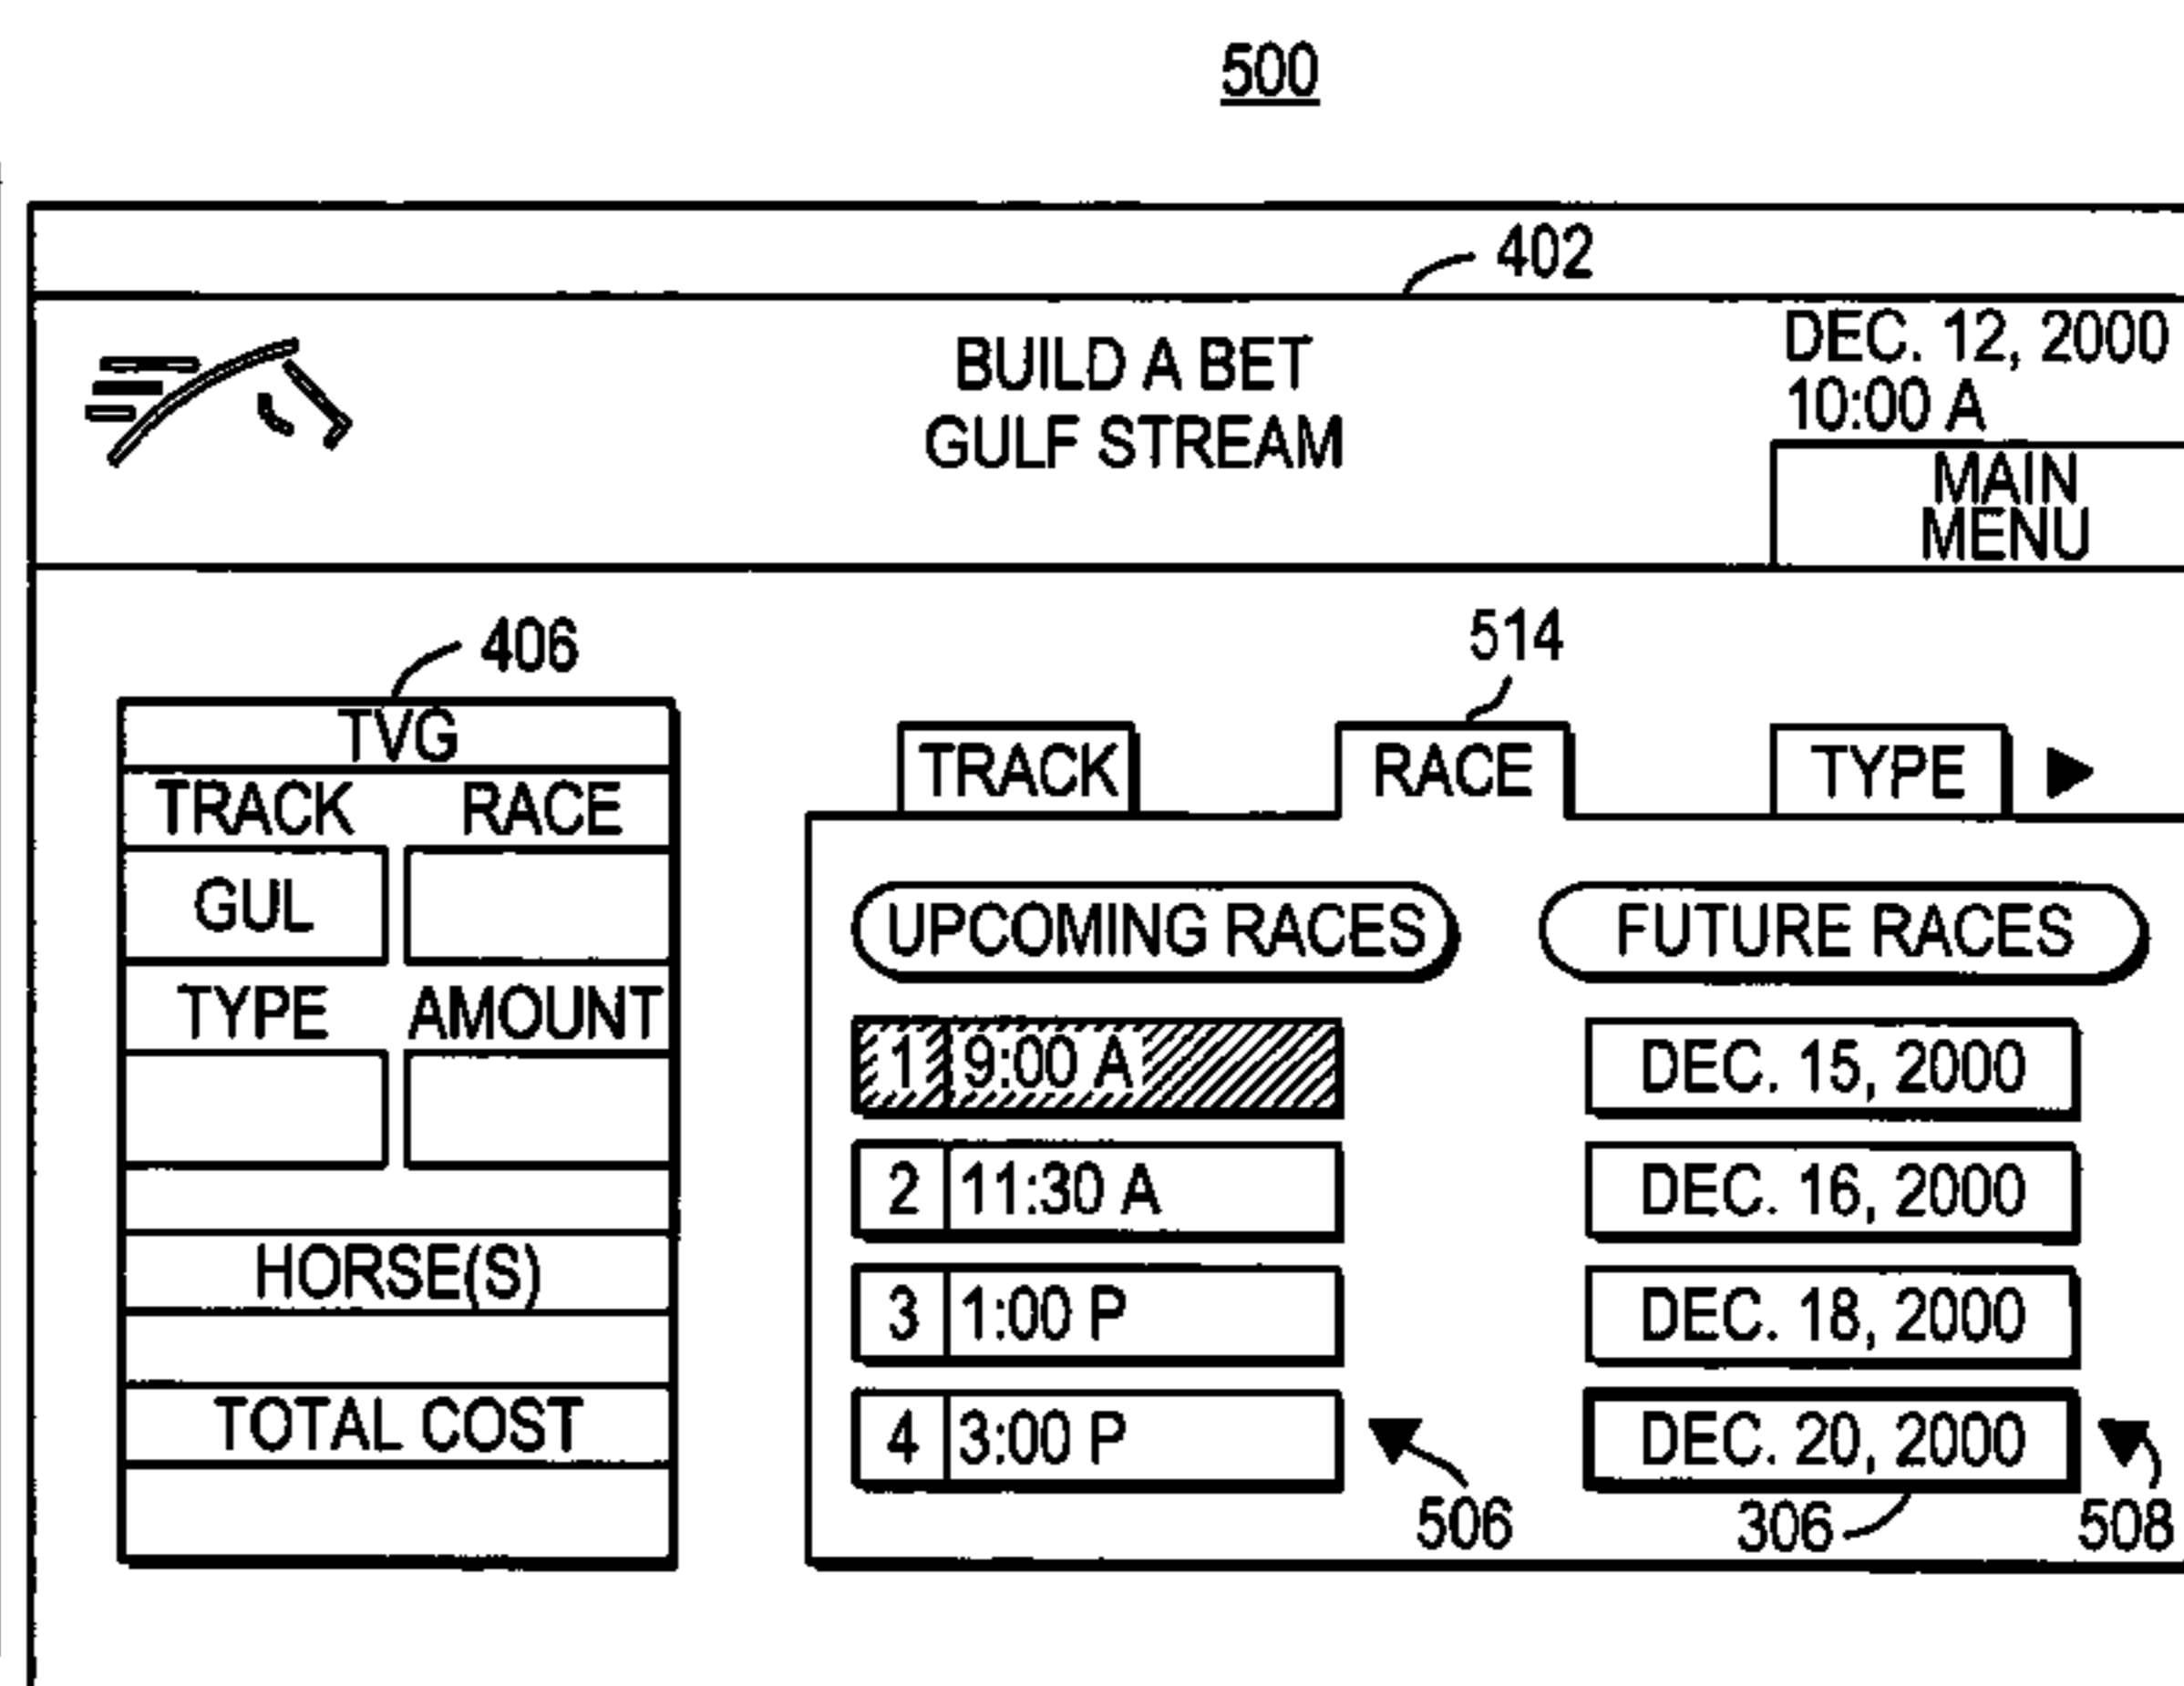 500
402
BUILD A BET
GULF STREAM
DEC. 12, 2000
10:00 A
MAIN
MENU
406
TVG
TRACK RACE
GUL
TYPE AMOUNT
HORSE(S)
TOTAL COST
514
TRACK RACE TYPE
UPCOMING RACES FUTURE RACES
1 9:00 A DEC. 15, 2000
2 11:30 A DEC. 16, 2000
3 1:00 P DEC. 18, 2000
4 3:00 P DEC. 20, 2000
506 306 508